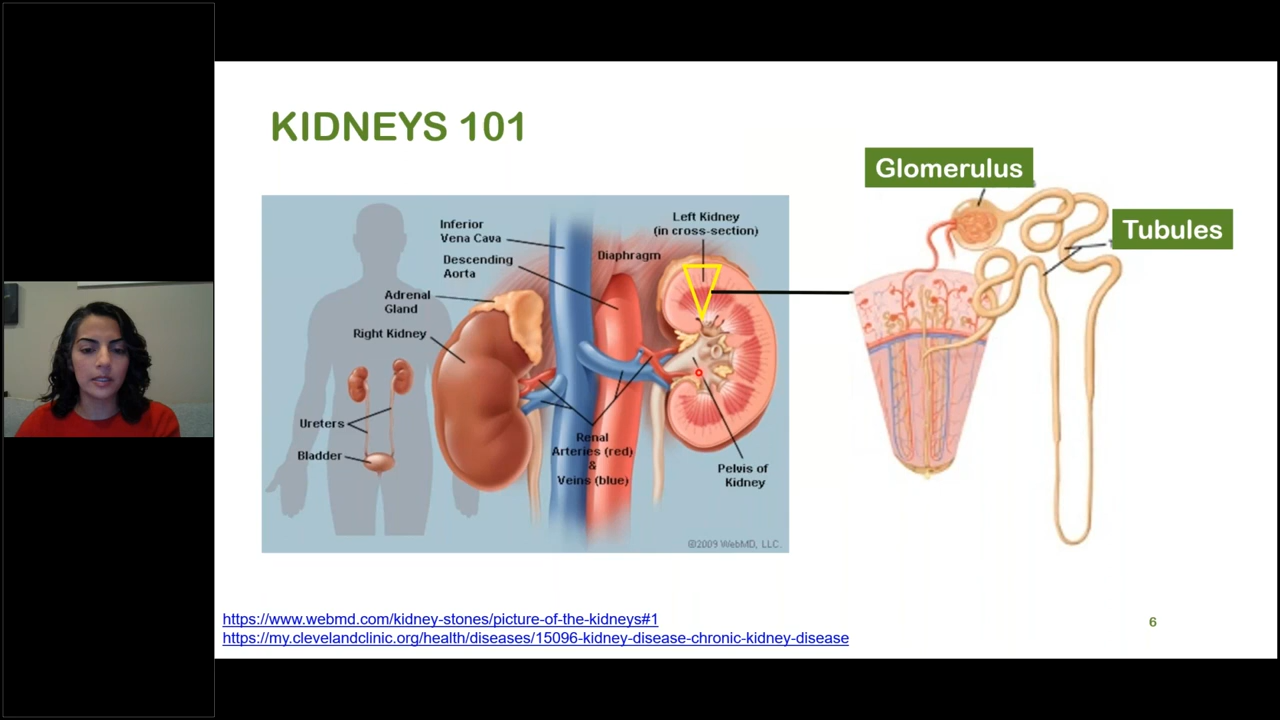 KIDNEYS 101
Glomerulus
Tubules
Inferior
Vena Cava
Descending
Aorta
Adrenal
Gland
Right Kidney
Diaphragm
Left Kidney
(in cross-section)
Ureters
Bladder
Renal
Arteries (red)
&
Veins (blue)
Pelvis of
Kidney
©2009 WebMD, LLC.
https://www.webmd.com/kidney-stones/picture-of-the-kidneys#1
https://my.clevelandclinic.org/health/diseases/15096-kidney-disease-chronic-kidney-disease
6